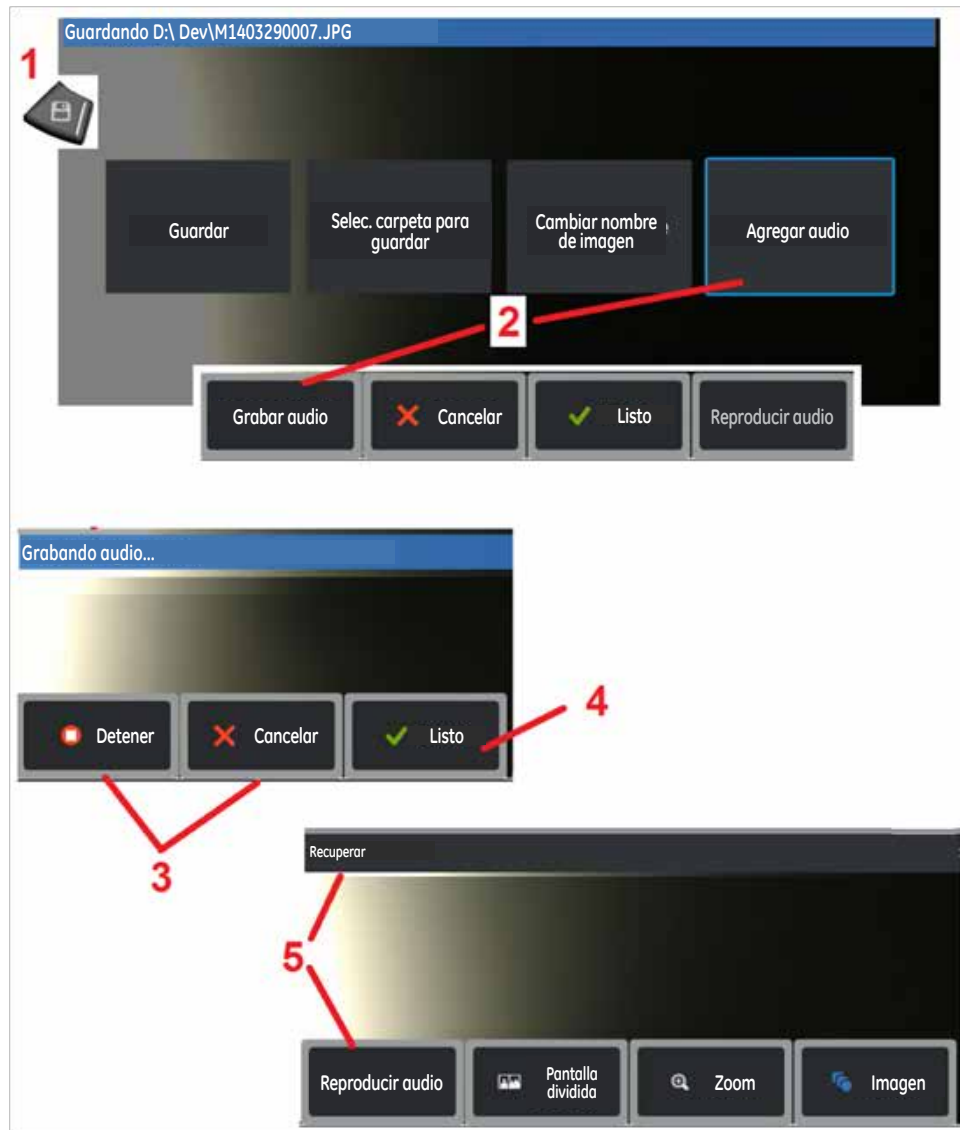 Guardando D:\ Dev\M1403290007.JPG
1
Guardar
Selec. carpeta para
guardar
Cambiar nombre
de imagen
Agregar audio
2
Grabar audio
Cancelar
Listo
Reproducir audio
Grabando audio...
Detener
Cancelar
Listo
4
3
Recuperar
5
Reproducir audio
Pantalla
dividida
Zoom
Imagen